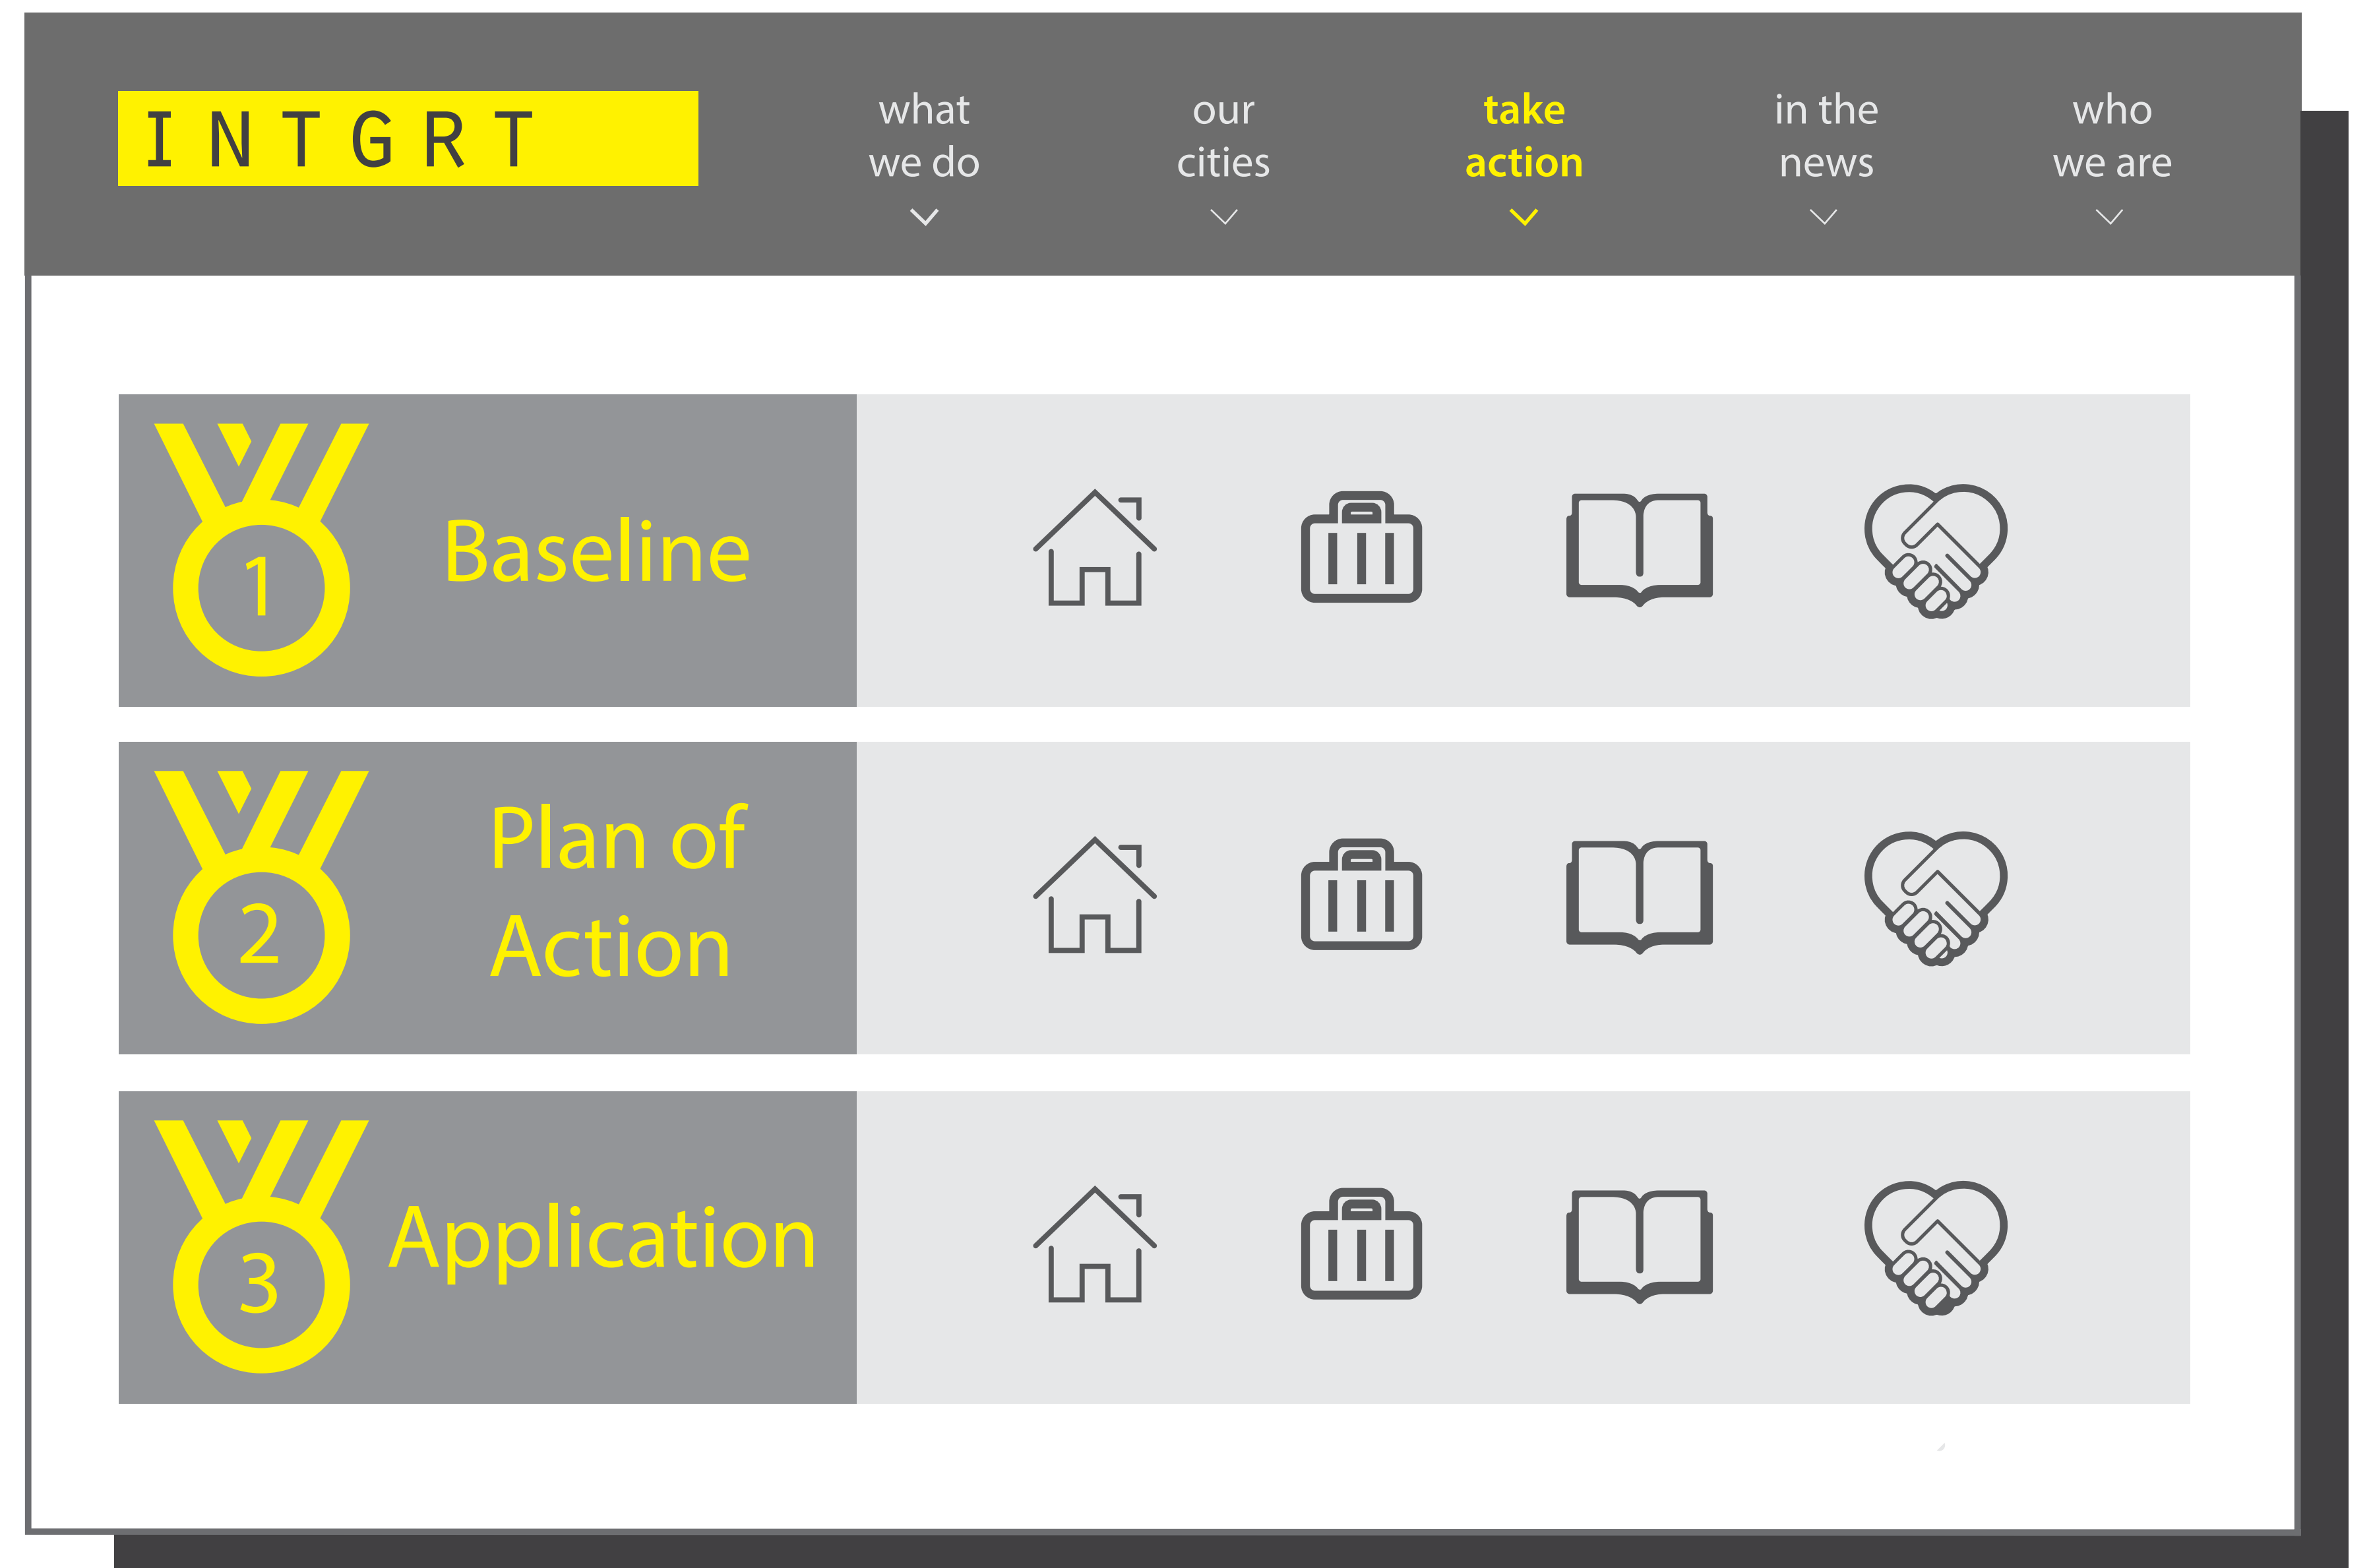 INTGRT
what
we do
our
cities
take
action
in the
news
who
we are
1
Baseline
2
Plan of
Action
3
Application